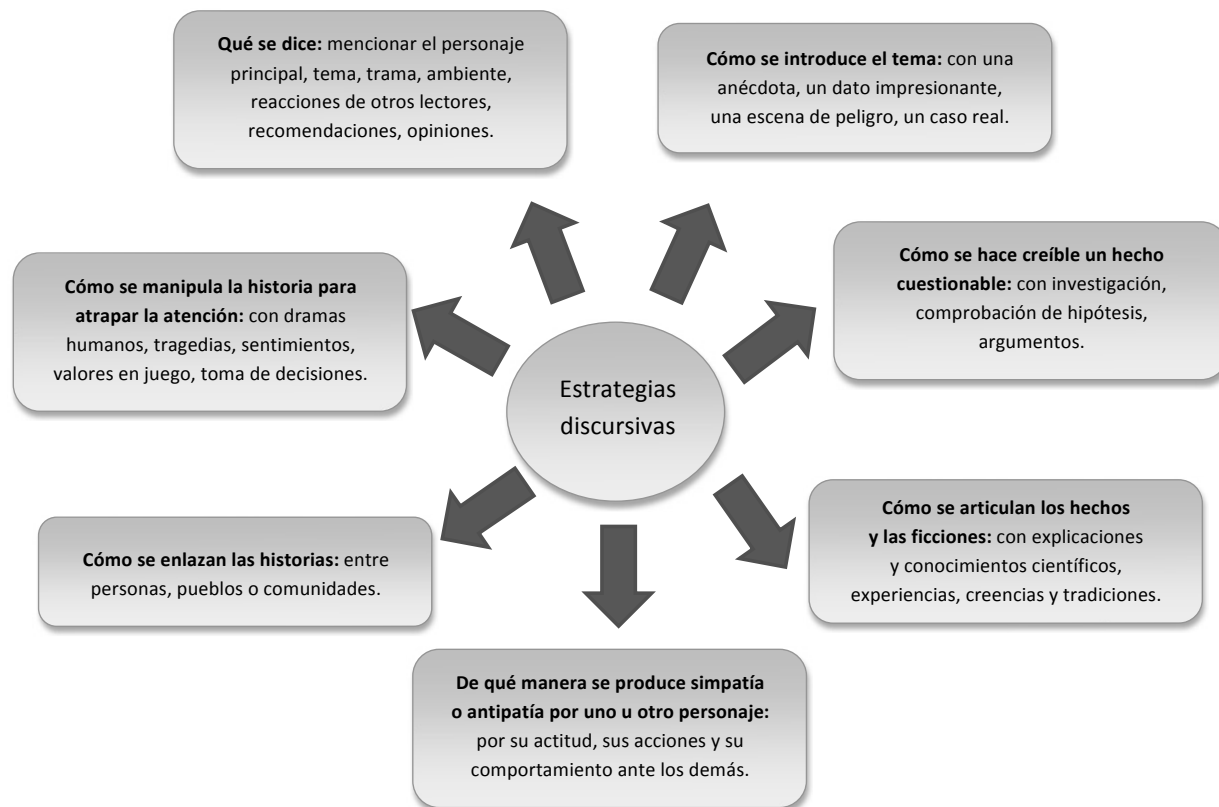 Qué se dice: mencionar el personaje
principal, tema, trama, ambiente,
reacciones de otros lectores,
recomendaciones, opiniones.
Cómo se introduce el tema: con una
anécdota, un dato impresionante,
una escena de peligro, un caso real.
Cómo se manipula la historia para
atrapar la atención: con dramas
humanos, tragedias, sentimientos,
valores en juego, toma de decisiones.
Cómo se hace creíble un hecho
cuestionable: con investigación,
comprobación de hipótesis,
argumentos.
Estrategias
discursivas
Cómo se enlazan las historias: entre
personas, pueblos o comunidades.
Cómo se articulan los hechos
y las ficciones: con explicaciones
y conocimientos científicos,
experiencias, creencias y tradiciones.
De qué manera se produce simpatía
o antipatía por uno u otro personaje:
por su actitud, sus acciones y su
comportamiento ante los demás.